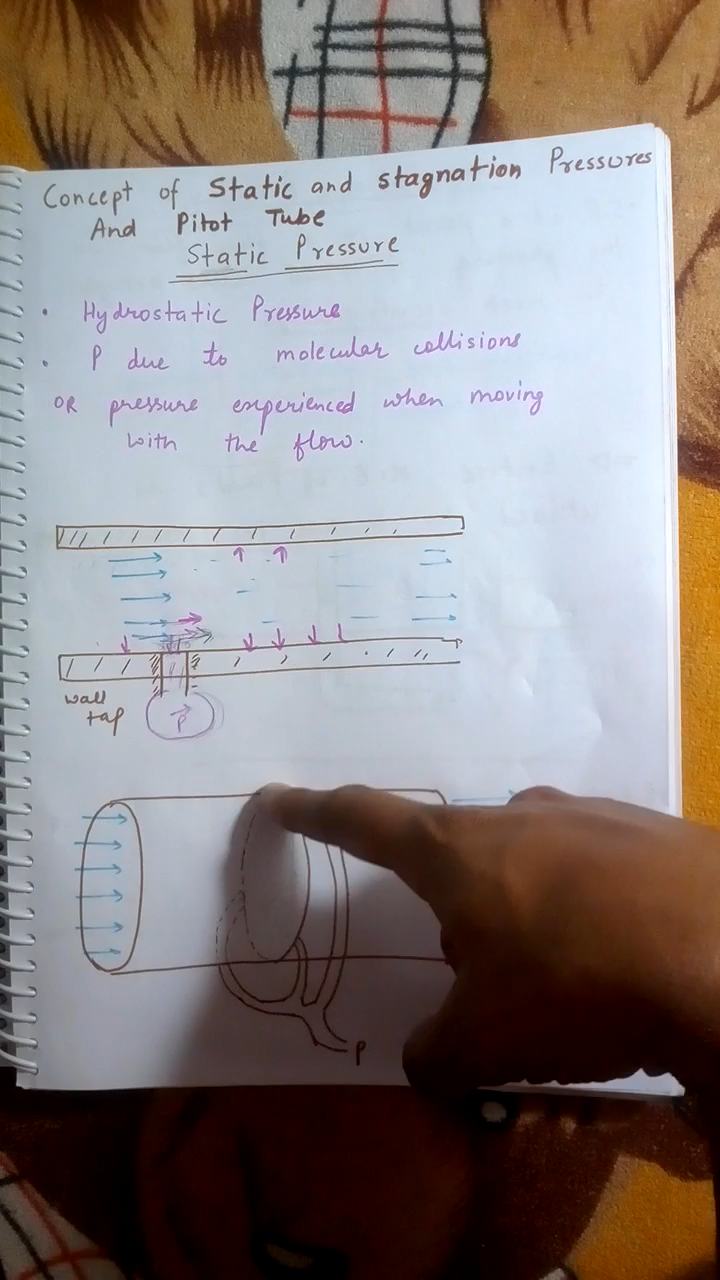 Concept of Static and stagnation Pressures
And Pitot Tube
Static Pressure
• Hydrostatic Pressure
• P due to molecular collisions
OR pressure experienced when moving
with the flow.
wall
tap
P
P